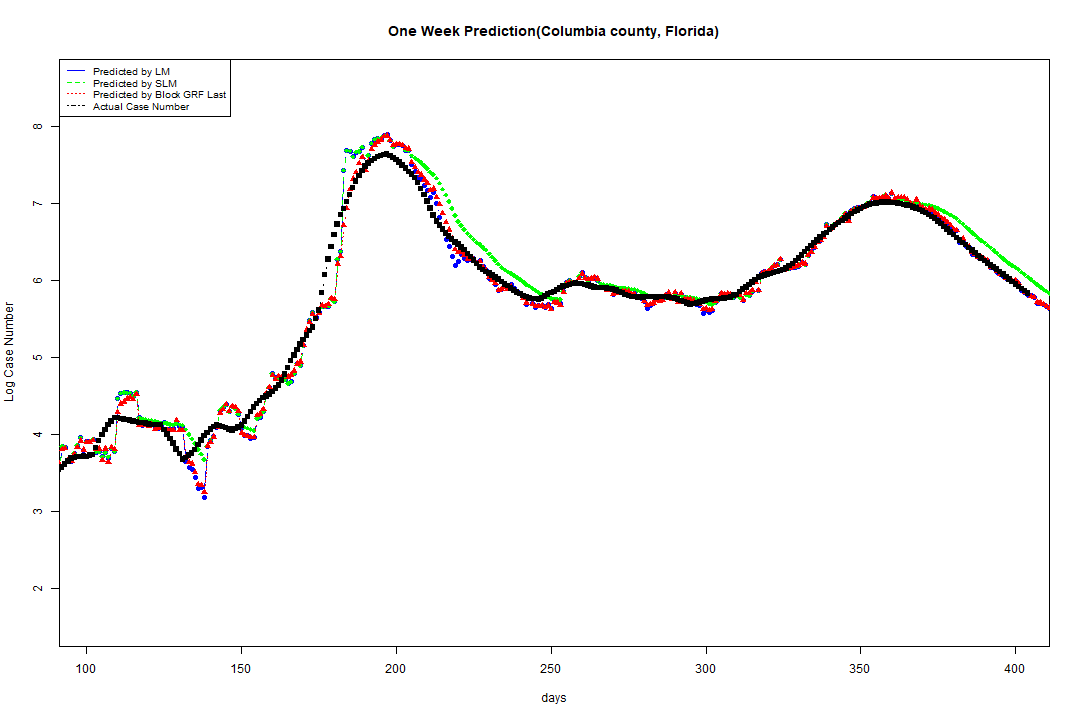 One Week Prediction(Columbia county, Florida)
Predicted by LM
Predicted by SLM
Predicted by Block GRF Last
Actual Case Number
8
7
6
5
4
3
2
Log Case Number
100 150 200 250 300 350 400
days